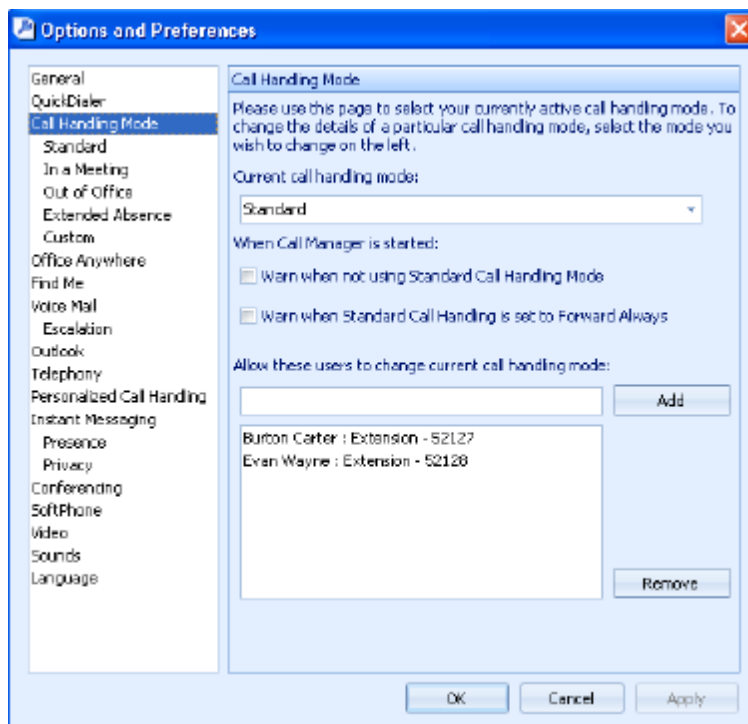 Options and Preferences
General
QuickDialer
Call Handling Mode
Standard
In a Meeting
Out of Office
Extended Absence
Custom
Office Anywhere
Find Me
Voice Mail
Escalation
Outlook
Telephony
Personalized Call Handling
Instant Messaging
Presence
Privacy
Conferencing
SoftPhone
Video
Sounds
Language
Call Handling Mode
Please use this page to select your currently active call handling mode. To
change the details of a particular call handling mode, select the mode you
wish to change on the left.
Current call handling mode:
Standard
When Call Manager is started:
Warn when not using Standard Call Handling Mode
Warn when Standard Call Handling is set to Forward Always
Allow these users to change current call handling mode:
Add
Burton Carter : Extension - 52127
Evan Wayne : Extension - 52128
Remove
OK
Cancel
Apply